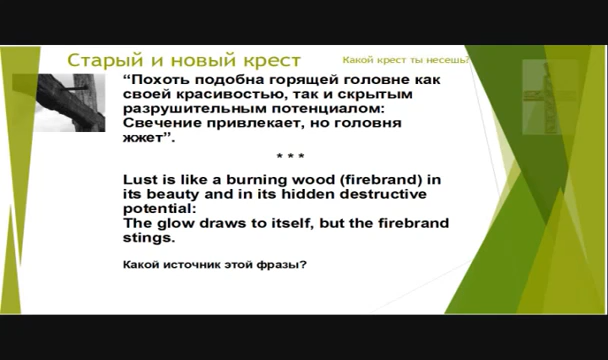 Старый и новый крест
Какой крест ты несешь?
“Похоть подобна горящей головне как
своей красивостью, так и скрытым
разрушительным потенциалом:
Свечение привлекает, но головня
жжет”.
* * *
Lust is like a burning wood (firebrand) in
its beauty and in its hidden destructive
potential:
The glow draws to itself, but the firebrand
stings.
Какой источник этой фразы?